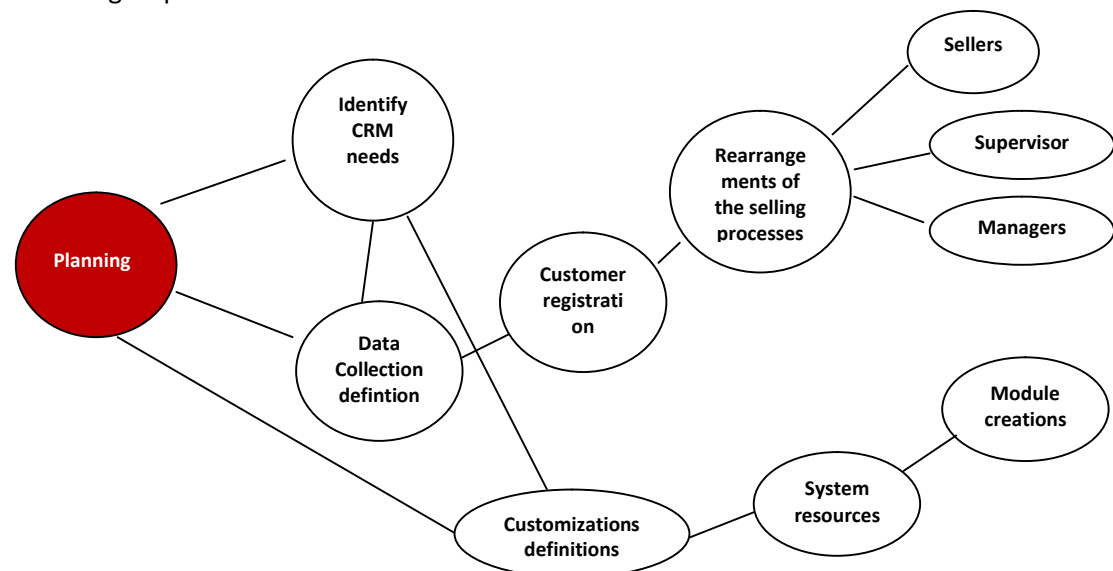 Sellers
Identify
CRM
needs
Supervisor
Rearrange
ments of
the selling
processes
Managers
Planning
Customer
registrati
on
Data
Collection
defintion
Module
creations
System
resources
Customizations
definitions